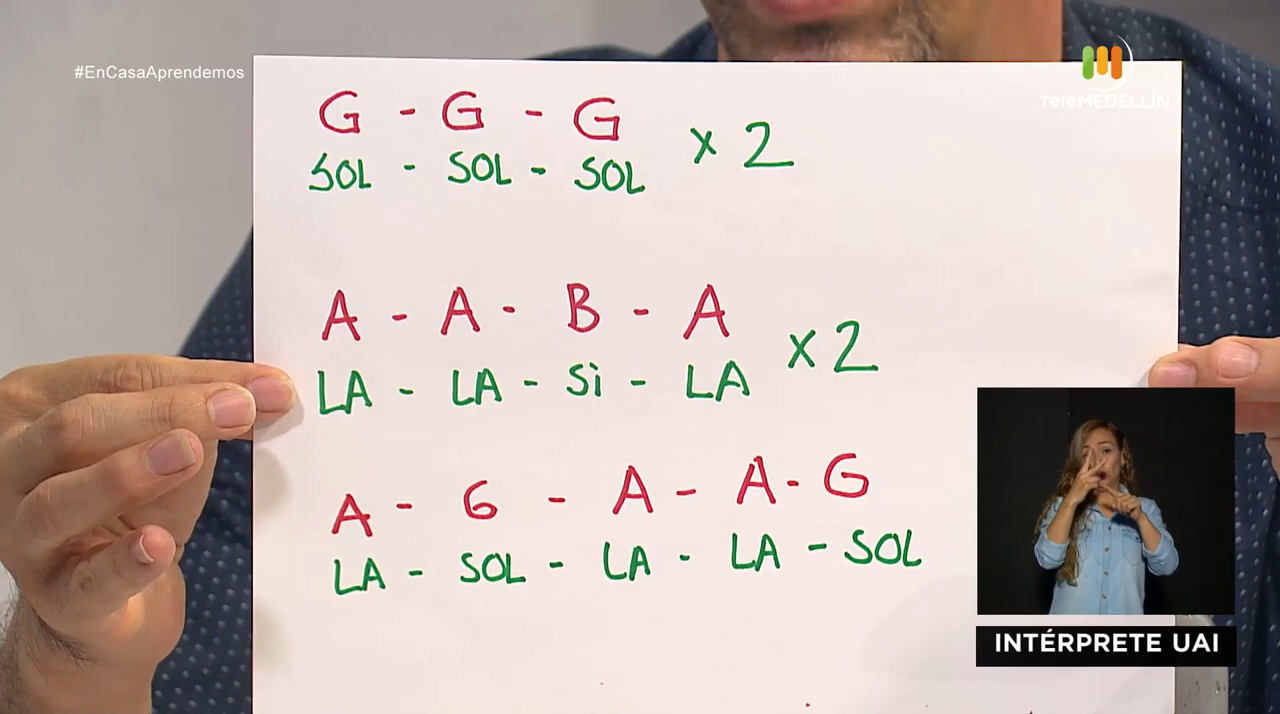 #EnCasaAprendemos
TeleMEDELLÍN
G - G - G
SOL - SOL - SOL x 2
A - A - B - A
LA - LA - Si - LA x 2
A - G - A - A - G
LA - SOL - LA - LA - SOL
INTÉRPRETE UAI